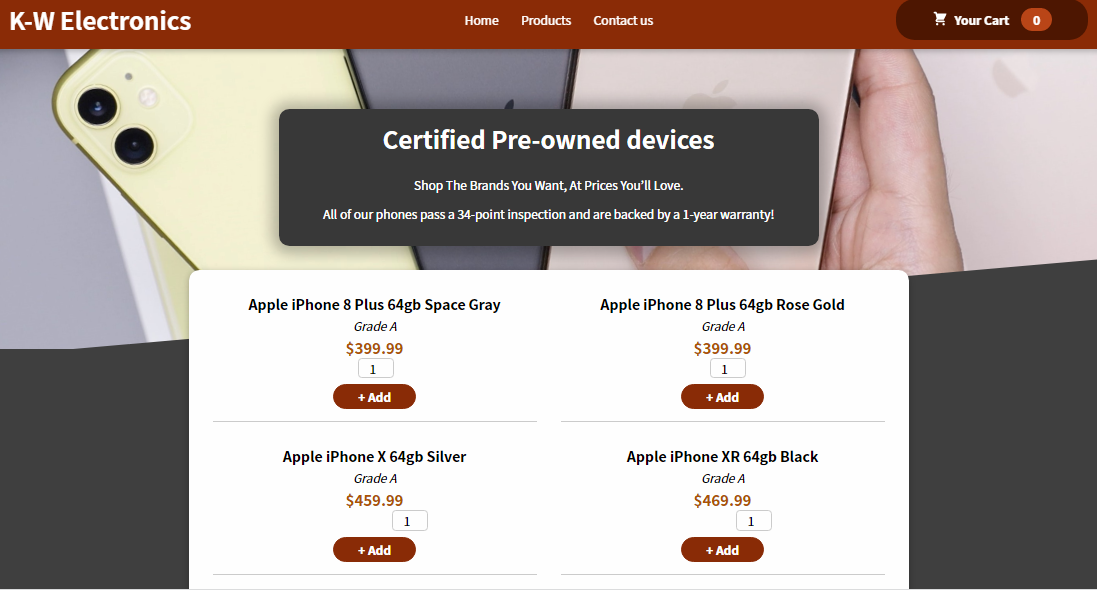 K-W Electronics
Home Products Contact us
Your Cart 0
Certified Pre-owned devices
Shop The Brands You Want, At Prices You'll Love.
All of our phones pass a 34-point inspection and are backed by a 1-year warranty!
Apple iPhone 8 Plus 64gb Space Gray
Grade A
$399.99
1
+ Add
Apple iPhone 8 Plus 64gb Rose Gold
Grade A
$399.99
1
+ Add
Apple iPhone X 64gb Silver
Grade A
$459.99
1
+ Add
Apple iPhone XR 64gb Black
Grade A
$469.99
1
+ Add